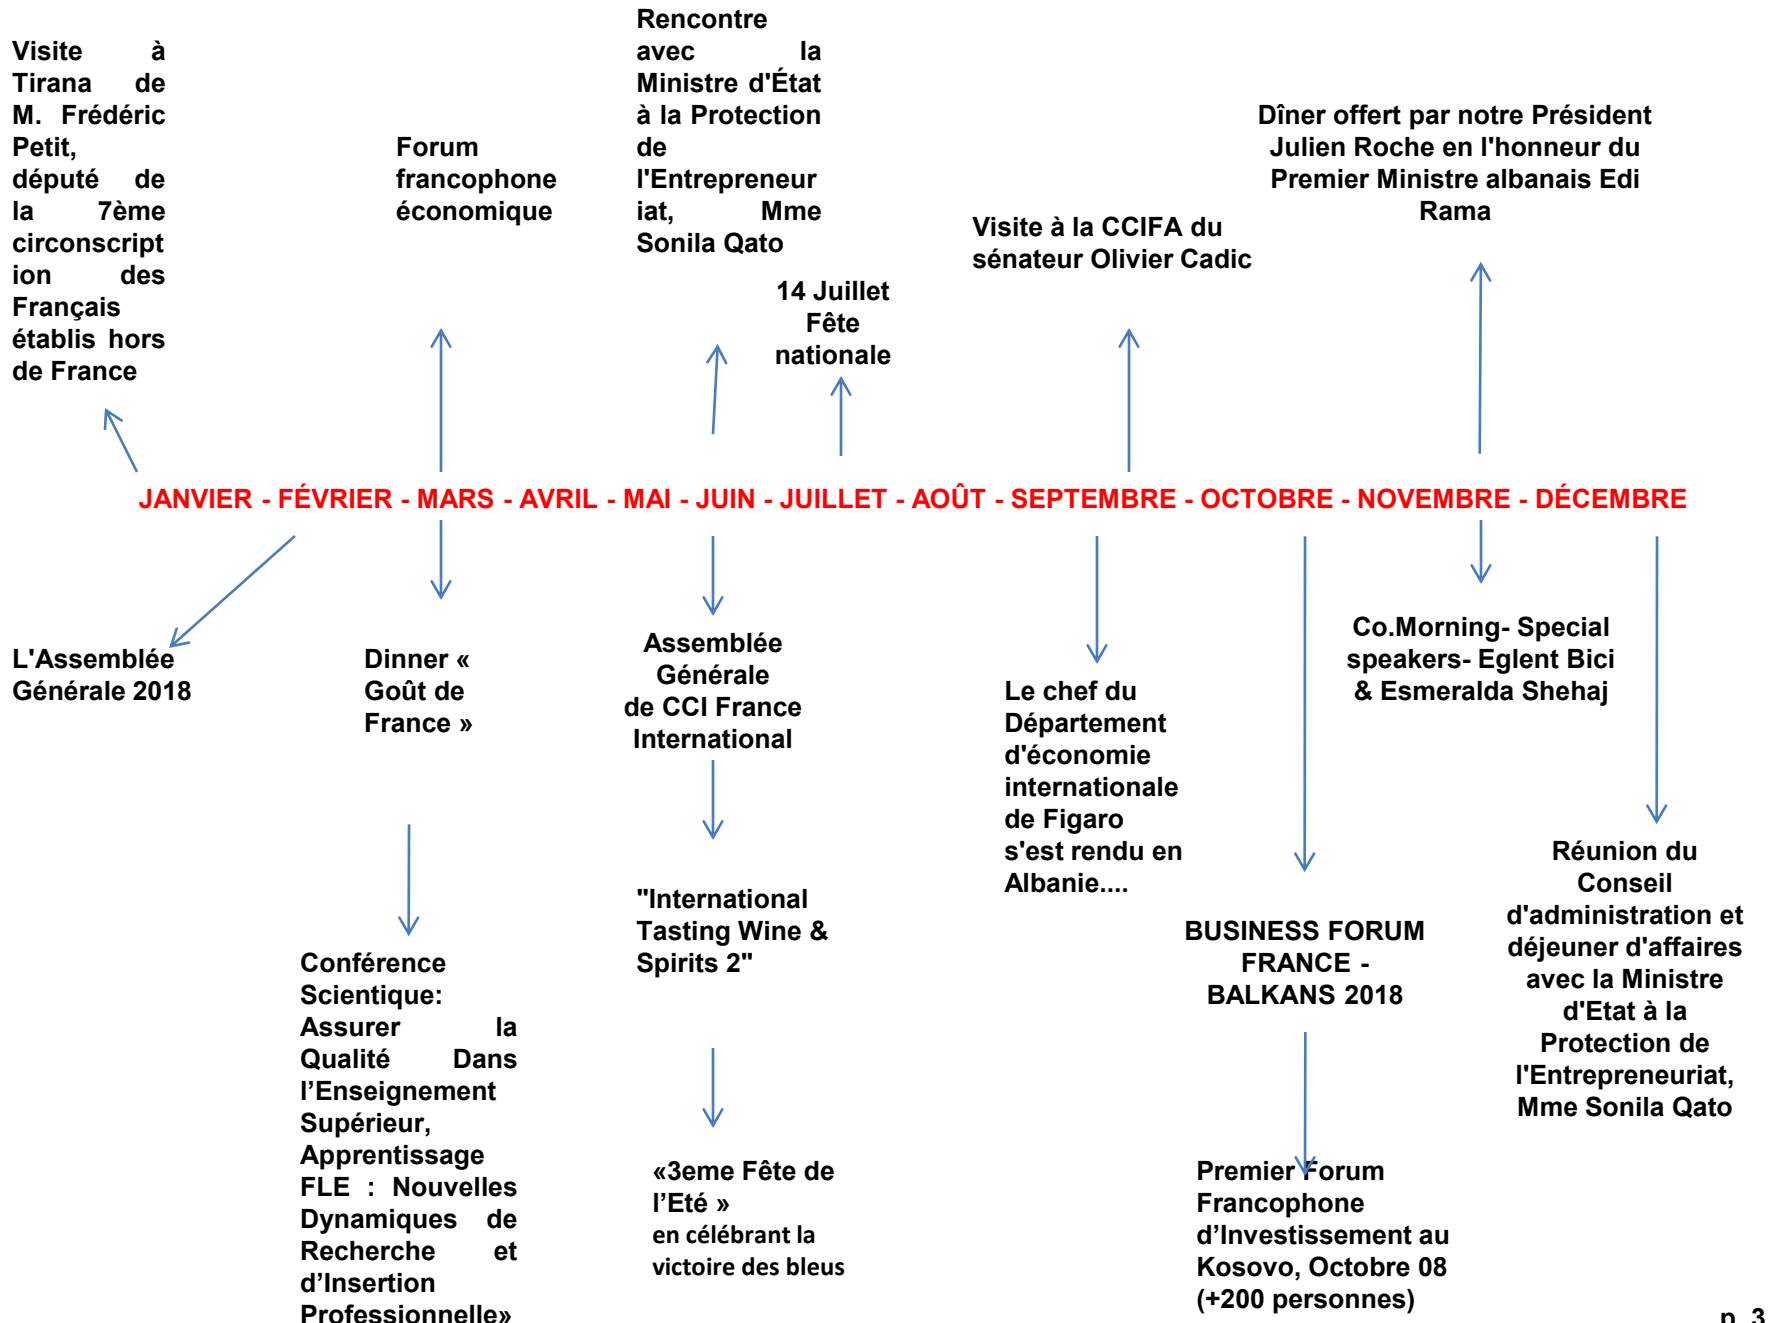 Visite à
Tirana de
M. Frédéric
Petit,
député de
la 7ème
circonscript
ion des
Français
établis hors
de France
Forum
francophone
économique
Rencontre
avec la
Ministre d'État
à la Protection
de
l'Entrepreneur
iat, Mme
Sonila Qato
14 Juillet
Fête
nationale
Visite à la CCIFA du
sénateur Olivier Cadic
Dîner offert par notre Président
Julien Roche en l'honneur du
Premier Ministre albanais Edi
Rama
JANVIER - FÉVRIER - MARS - AVRIL - MAI - JUIN - JUILLET - AOÛT - SEPTEMBRE - OCTOBRE - NOVEMBRE - DÉCEMBRE
L'Assemblée
Générale 2018
Dinner «
Goût de
France »
Conférence
Scientique:
Assurer la
Qualité Dans
l’Enseignement
Supérieur,
Apprentissage
FLE : Nouvelles
Dynamiques de
Recherche et
d’Insertion
Professionnelle»
Assemblée
Générale
de CCI France
International
"International
Tasting Wine &
Spirits 2"
«3eme Fête de
l’Eté »
en célébrant la
victoire des bleus
Le chef du
Département
d'économie
internationale
de Figaro
s'est rendu en
Albanie....
BUSINESS FORUM
FRANCE -
BALKANS 2018
Premier Forum
Francophone
d’Investissement au
Kosovo, Octobre 08
(+200 personnes)
Co.Morning- Special
speakers- Eglent Bici
& Esmeralda Shehaj
Réunion du
Conseil
d'administration et
déjeuner d'affaires
avec la Ministre
d'Etat à la
Protection de
l'Entrepreneuriat,
Mme Sonila Qato
p. 3